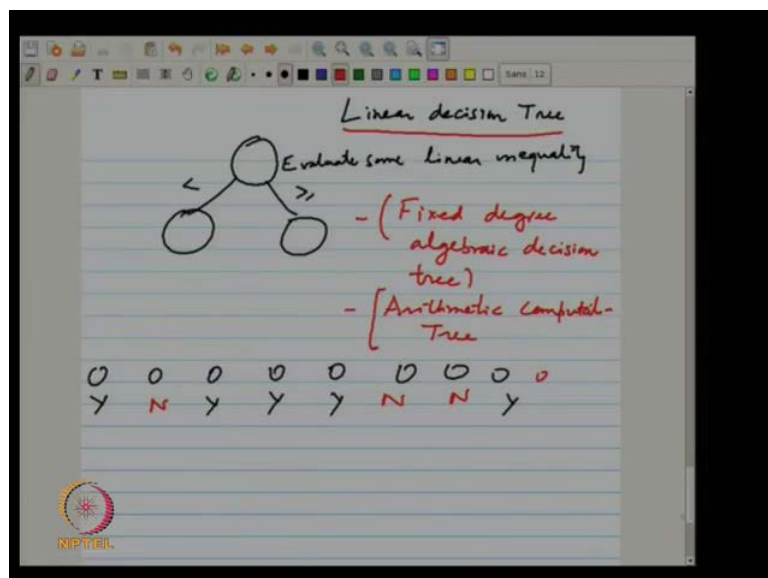 T
Sans 12
Linear decision Tree
Evaluate some linear inequality
< >,
- (Fixed degree
algebraic decision
tree)
- [Arithmetic Computat-
Tree
O O O O O O O O O
Y N Y Y Y N N Y
NPTEL